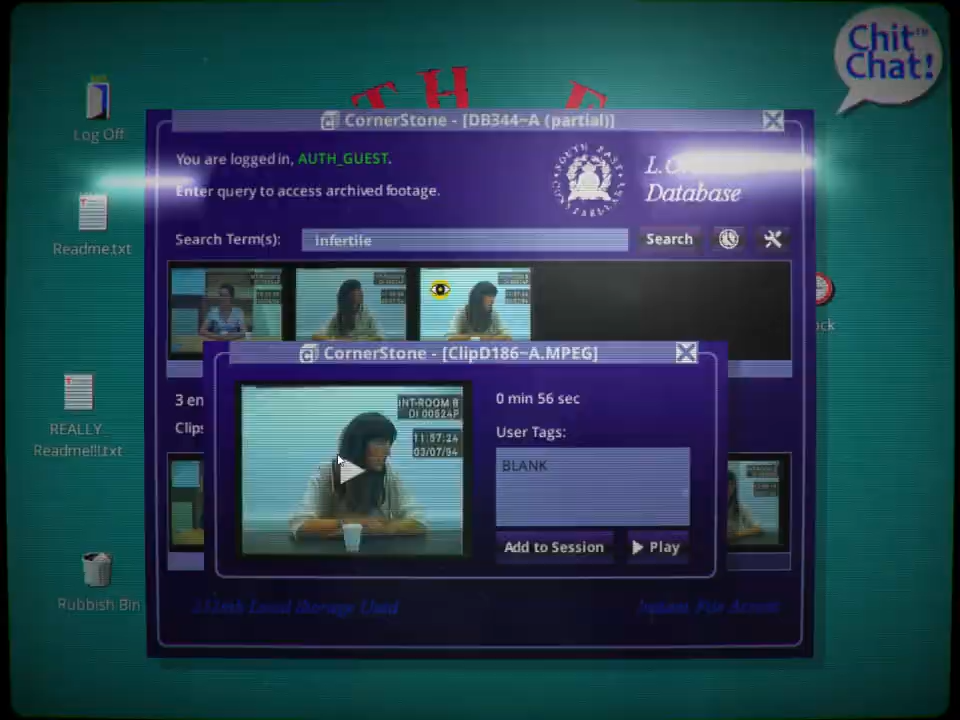 Chit
Chat!™
T H E
Log Off
CornerStone - [DB344~A (partial)]
You are logged in, AUTH_GUEST.
Enter query to access archived footage.
Database
Readme.txt
Search Term(s):
infertile
Search
CornerStone - [ClipD186~A.MPEG]
INT-ROOM B
DI 00624P
11:57:24
03/07/94
0 min 56 sec
User Tags:
BLANK
Add to Session
Play
3 en
Clips
REALLY
Readme!!!.txt
Rubbish Bin